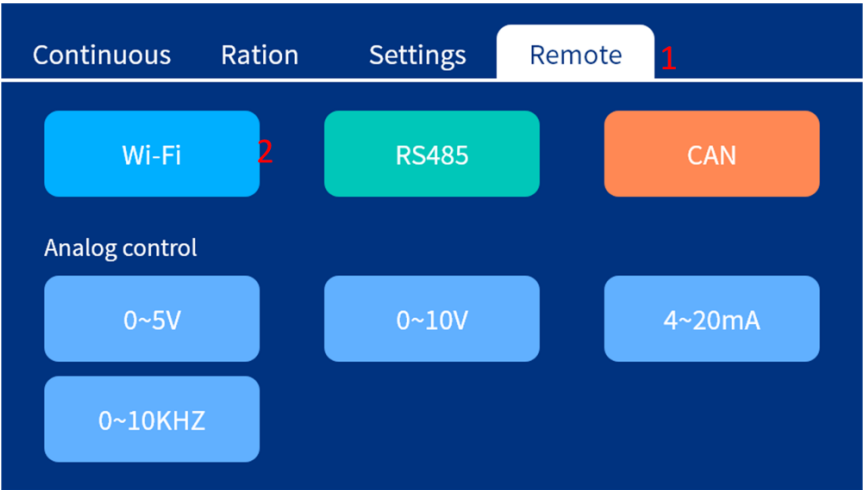 Continuous Ration Settings Remote 1
Wi-Fi 2 RS485 CAN
Analog control
0~5V 0~10V 4~20mA
0~10KHZ